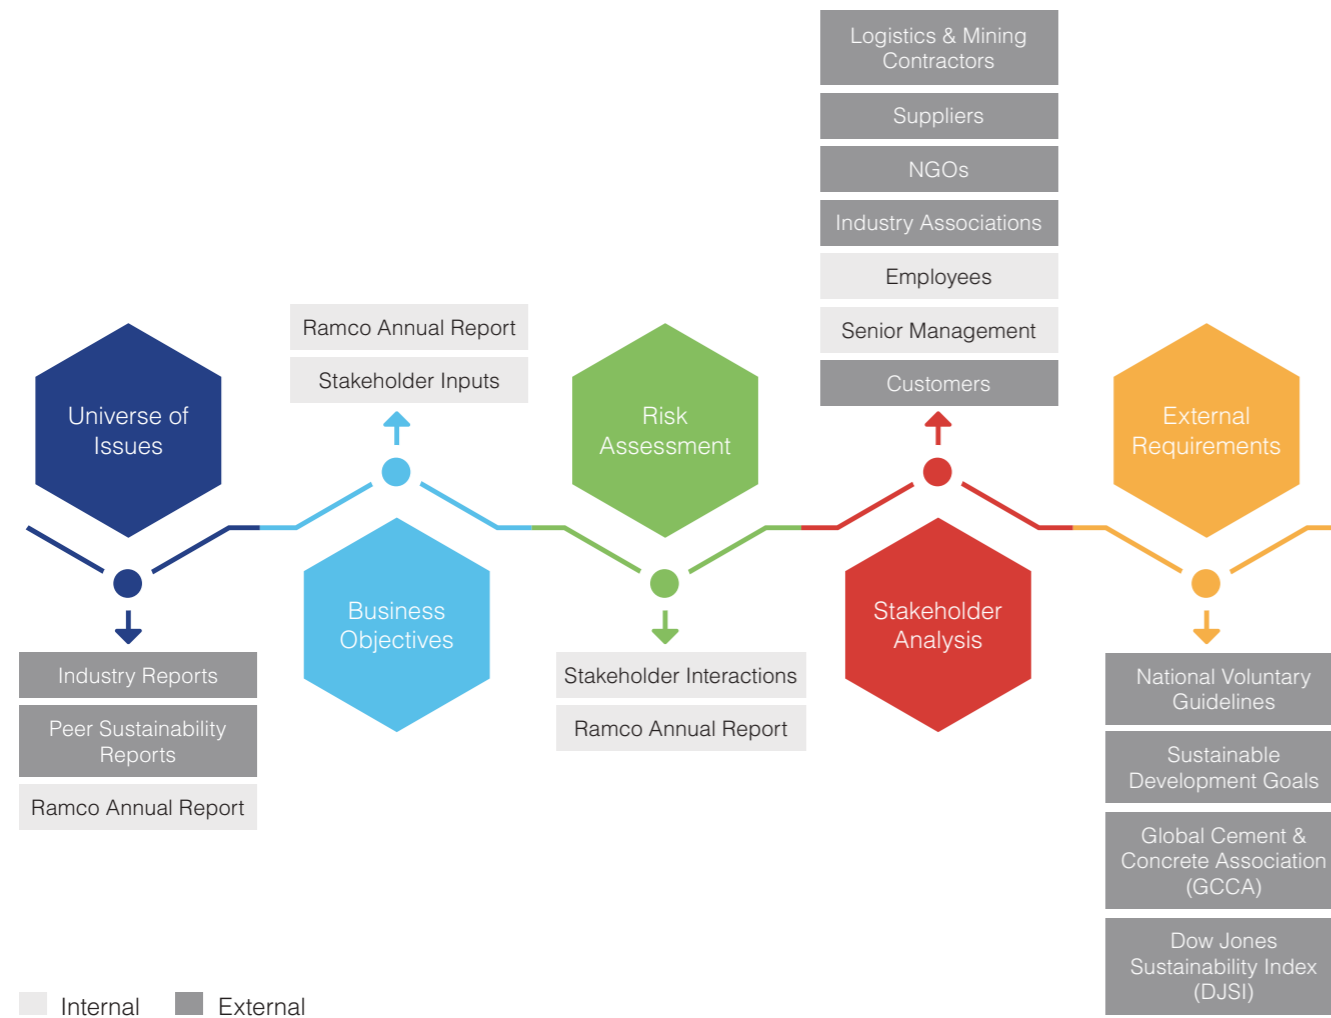 Logistics & Mining
Contractors
Suppliers
NGOs
Industry Associations
Employees
Senior Management
Customers
Ramco Annual Report
Stakeholder Inputs
Universe of
Issues
Risk
Assessment
External
Requirements
Business
Objectives
Stakeholder
Analysis
Industry Reports
Peer Sustainability
Reports
Ramco Annual Report
Stakeholder Interactions
Ramco Annual Report
National Voluntary
Guidelines
Sustainable
Development Goals
Global Cement &
Concrete Association
(GCCA)
Dow Jones
Sustainability Index
(DJSI)
Internal
External